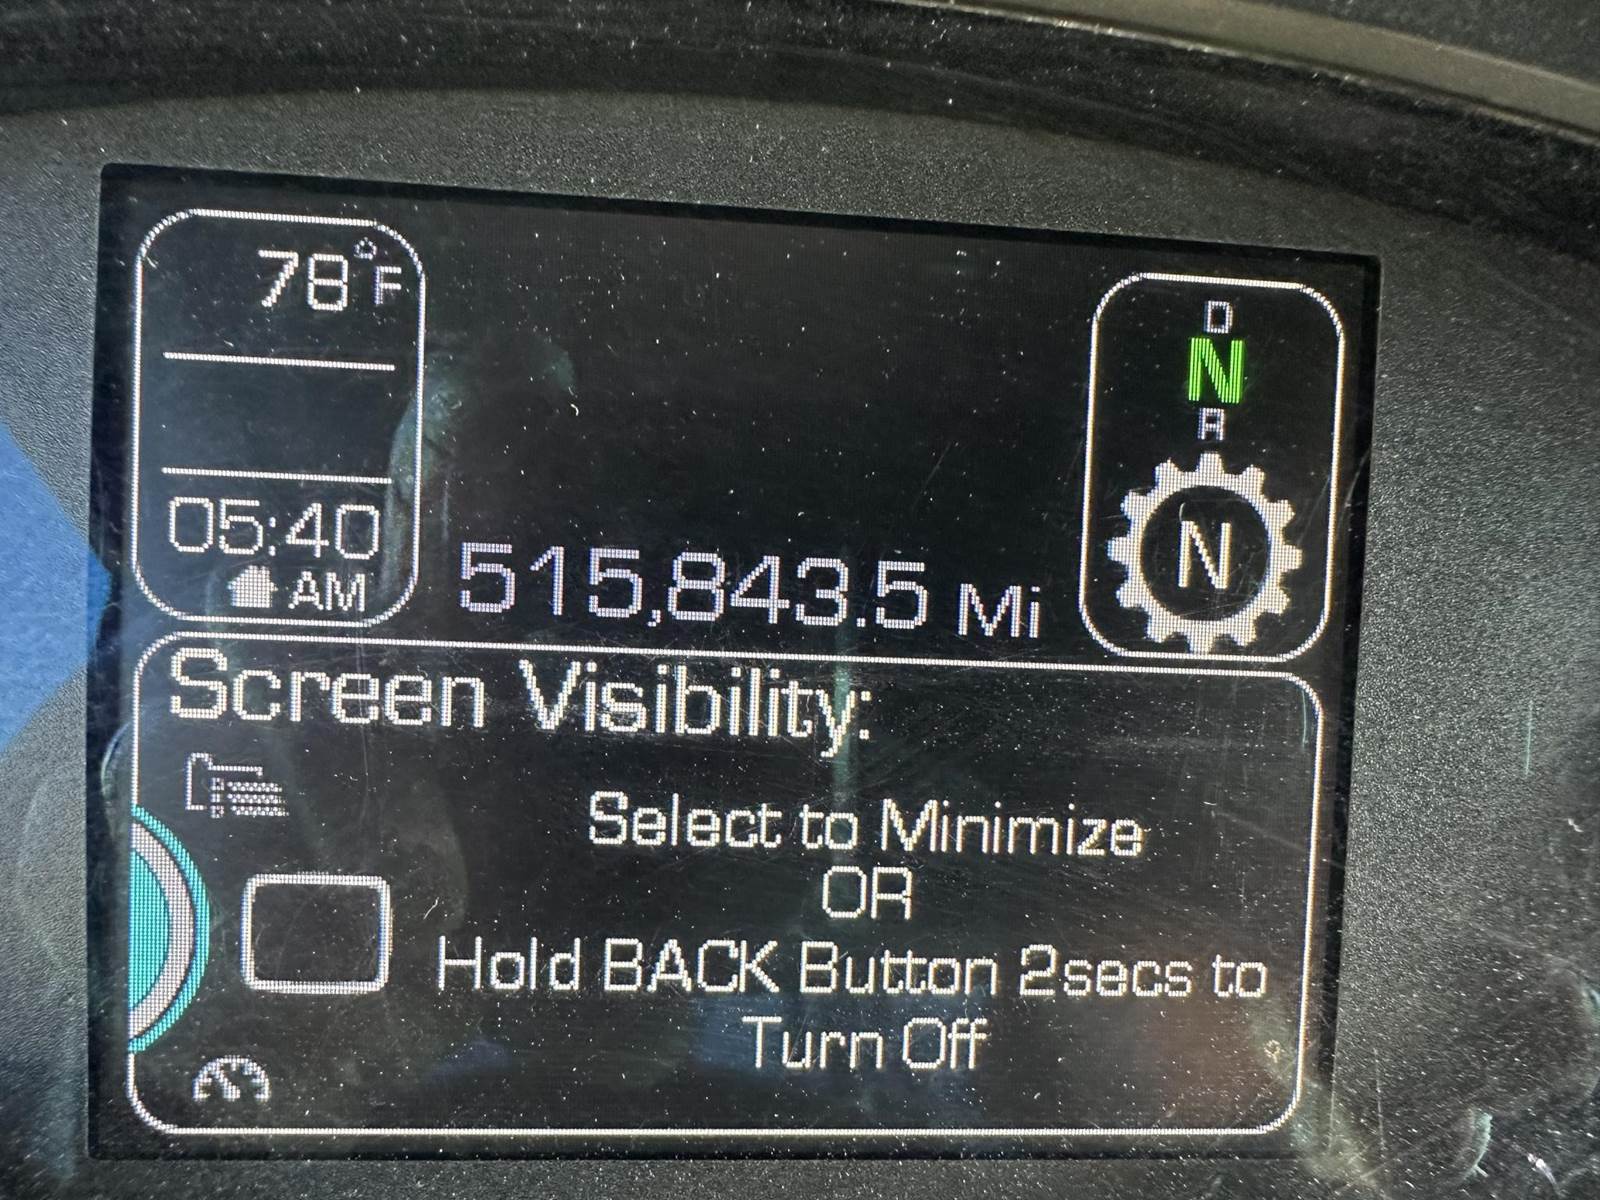 78°F
05:40
AM
515,843.5 Mi
D
N
R
N
Screen Visibility:
Select to Minimize
OR
Hold BACK Button 2secs to
Turn Off